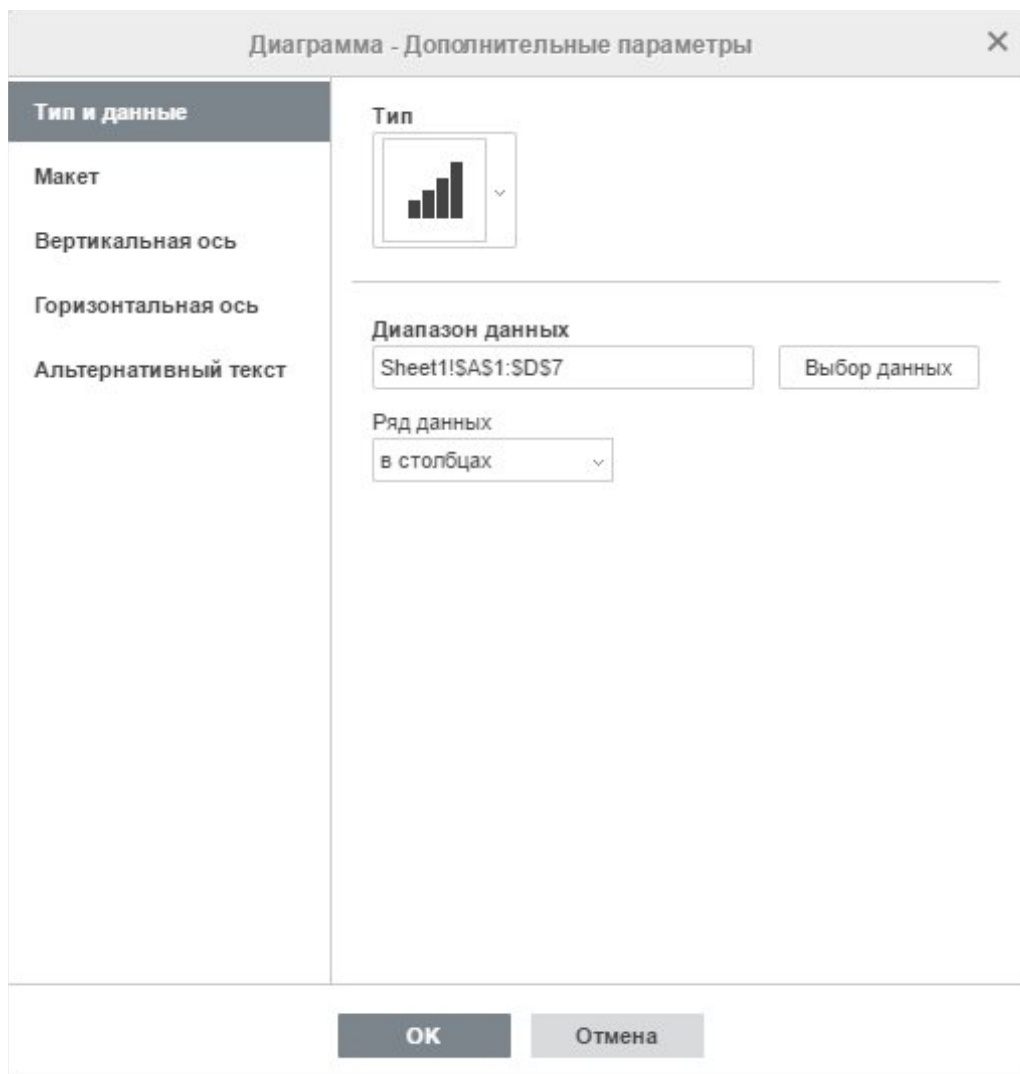 Диаграмма - Дополнительные параметры
Тип и данные
Макет
Вертикальная ось
Горизонтальная ось
Альтернативный текст
Тип
Диапазон данных
Sheet1!$A$1:$D$7
Выбор данных
Ряд данных
в столбцах
OK
Отмена